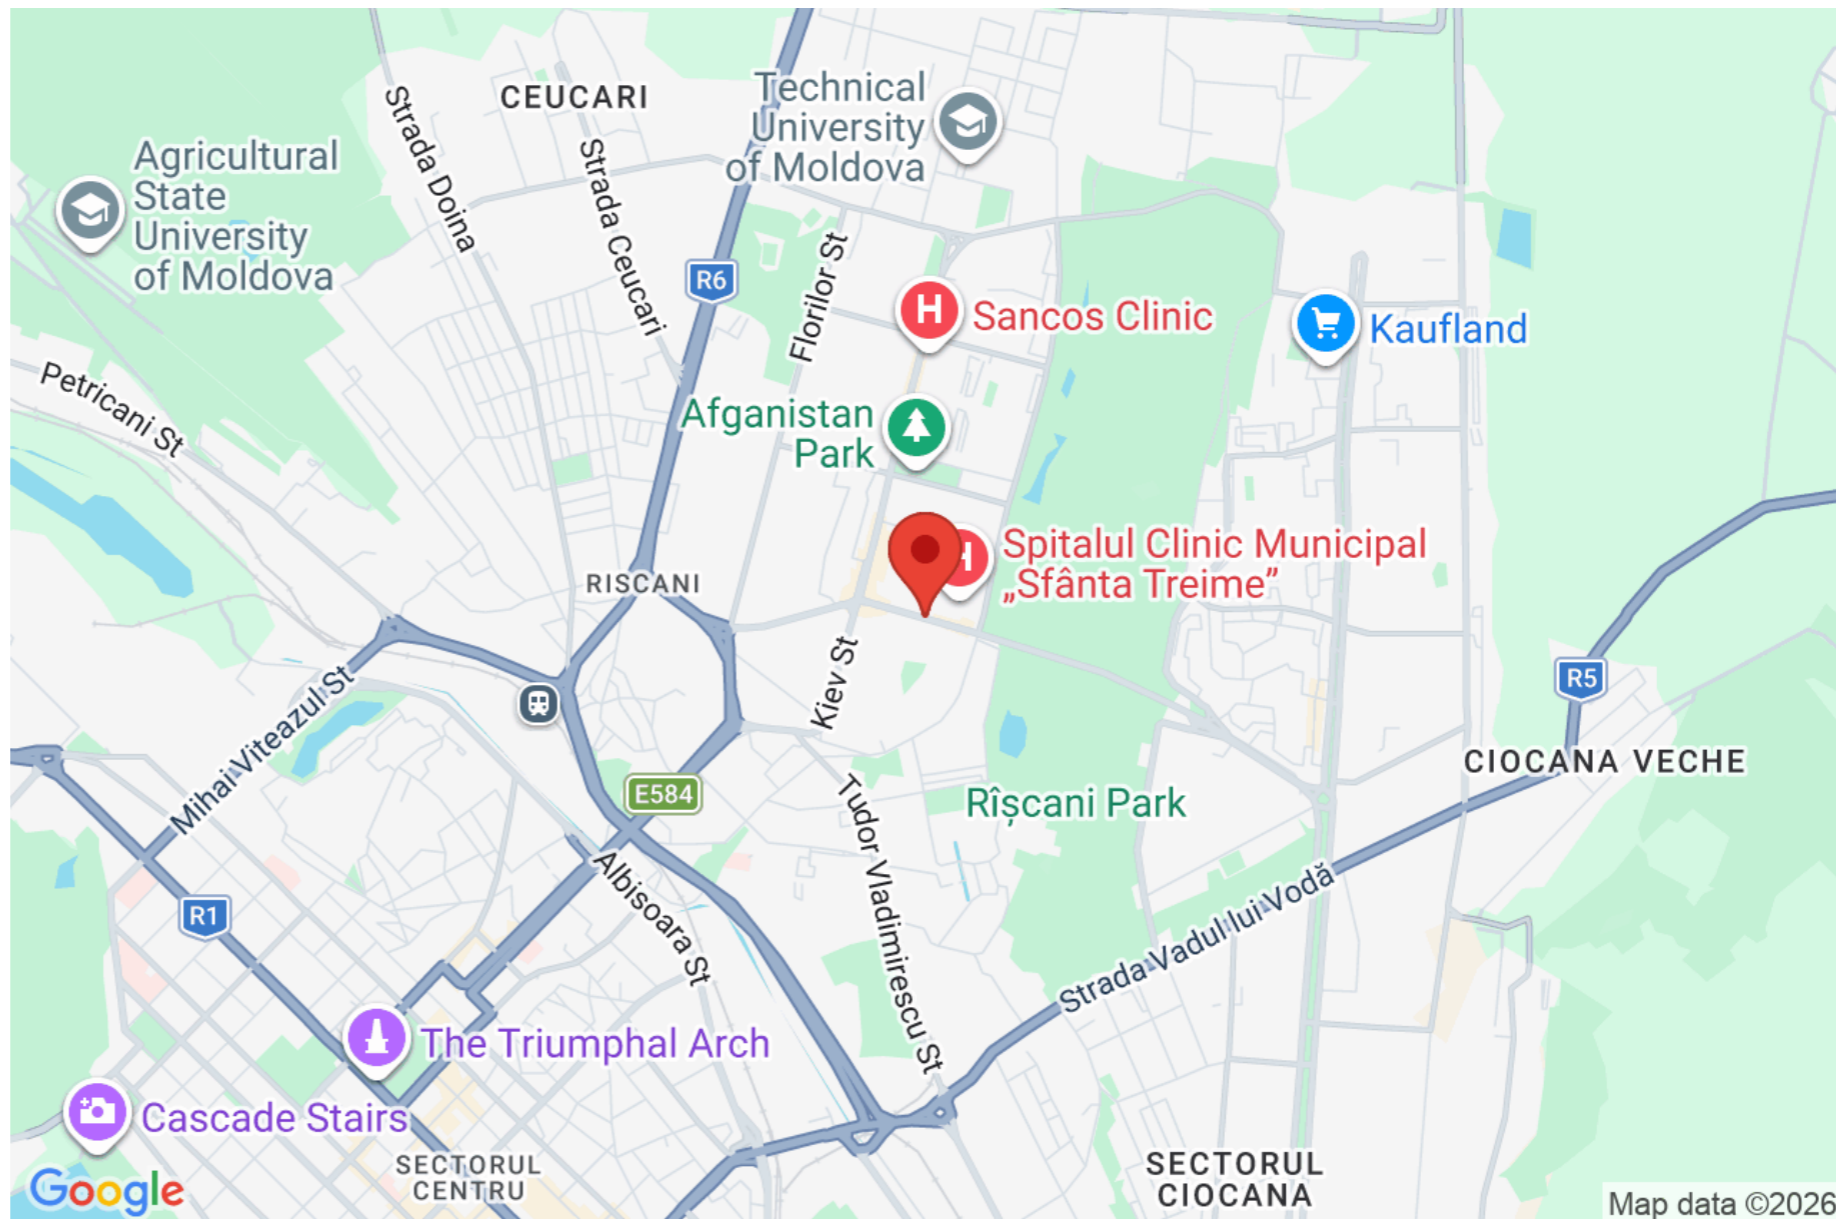 CEUCARI
Technical
University
of Moldova
Strada Doina
Strada Ceucari
Agricultural
State
University
of Moldova
Florilor St
R6
H
Sancos Clinic
Kaufland
Petricani St
Afganistan
Park
H
Spitalul Clinic Municipal
„Sfânta Treime”
RISCANI
Kiev St
Mihai Viteazul St
R5
CIOCANA VECHE
E584
Rîșcani Park
Tudor Vladimirescu St
Albisoara St
R1
Strada Vadul lui Vodă
The Triumphal Arch
Cascade Stairs
SECTORUL
CENTRU
SECTORUL
CIOCANA
Google
Map data ©2026